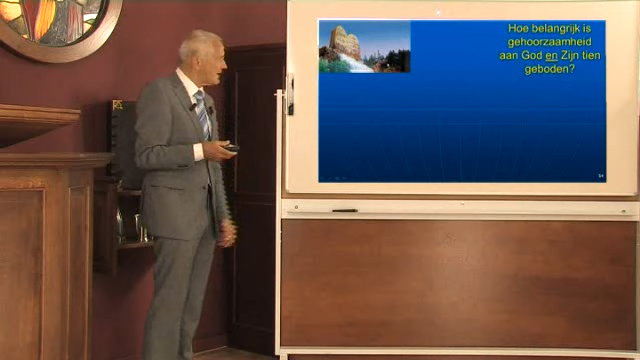 Hoe belangrijk is
gehoorzaamheid
aan God en Zijn tien
geboden?